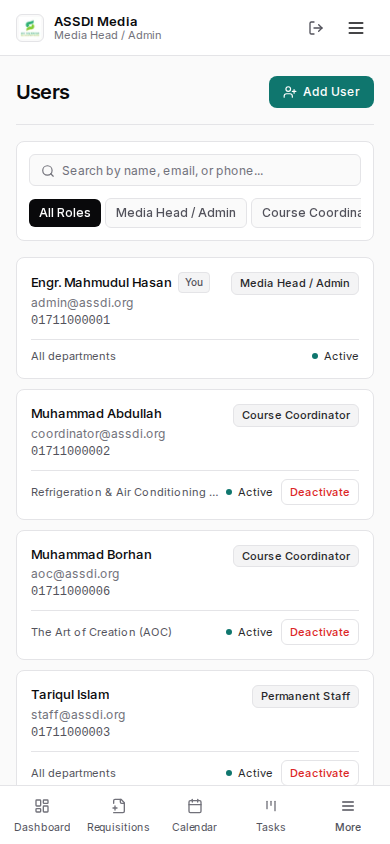 ASSDI Media
Media Head / Admin
Users
Add User
Search by name, email, or phone...
All Roles
Media Head / Admin
Course Coordina
Engr. Mahmudul Hasan
You
Media Head / Admin
admin@assdi.org
01711000001
All departments
Active
Muhammad Abdullah
Course Coordinator
coordinator@assdi.org
01711000002
Refrigeration & Air Conditioning ...
Active
Deactivate
Muhammad Borhan
Course Coordinator
aoc@assdi.org
01711000006
The Art of Creation (AOC)
Active
Deactivate
Tariqul Islam
Permanent Staff
staff@assdi.org
01711000003
All departments
Active
Deactivate
Dashboard
Requisitions
Calendar
Tasks
More